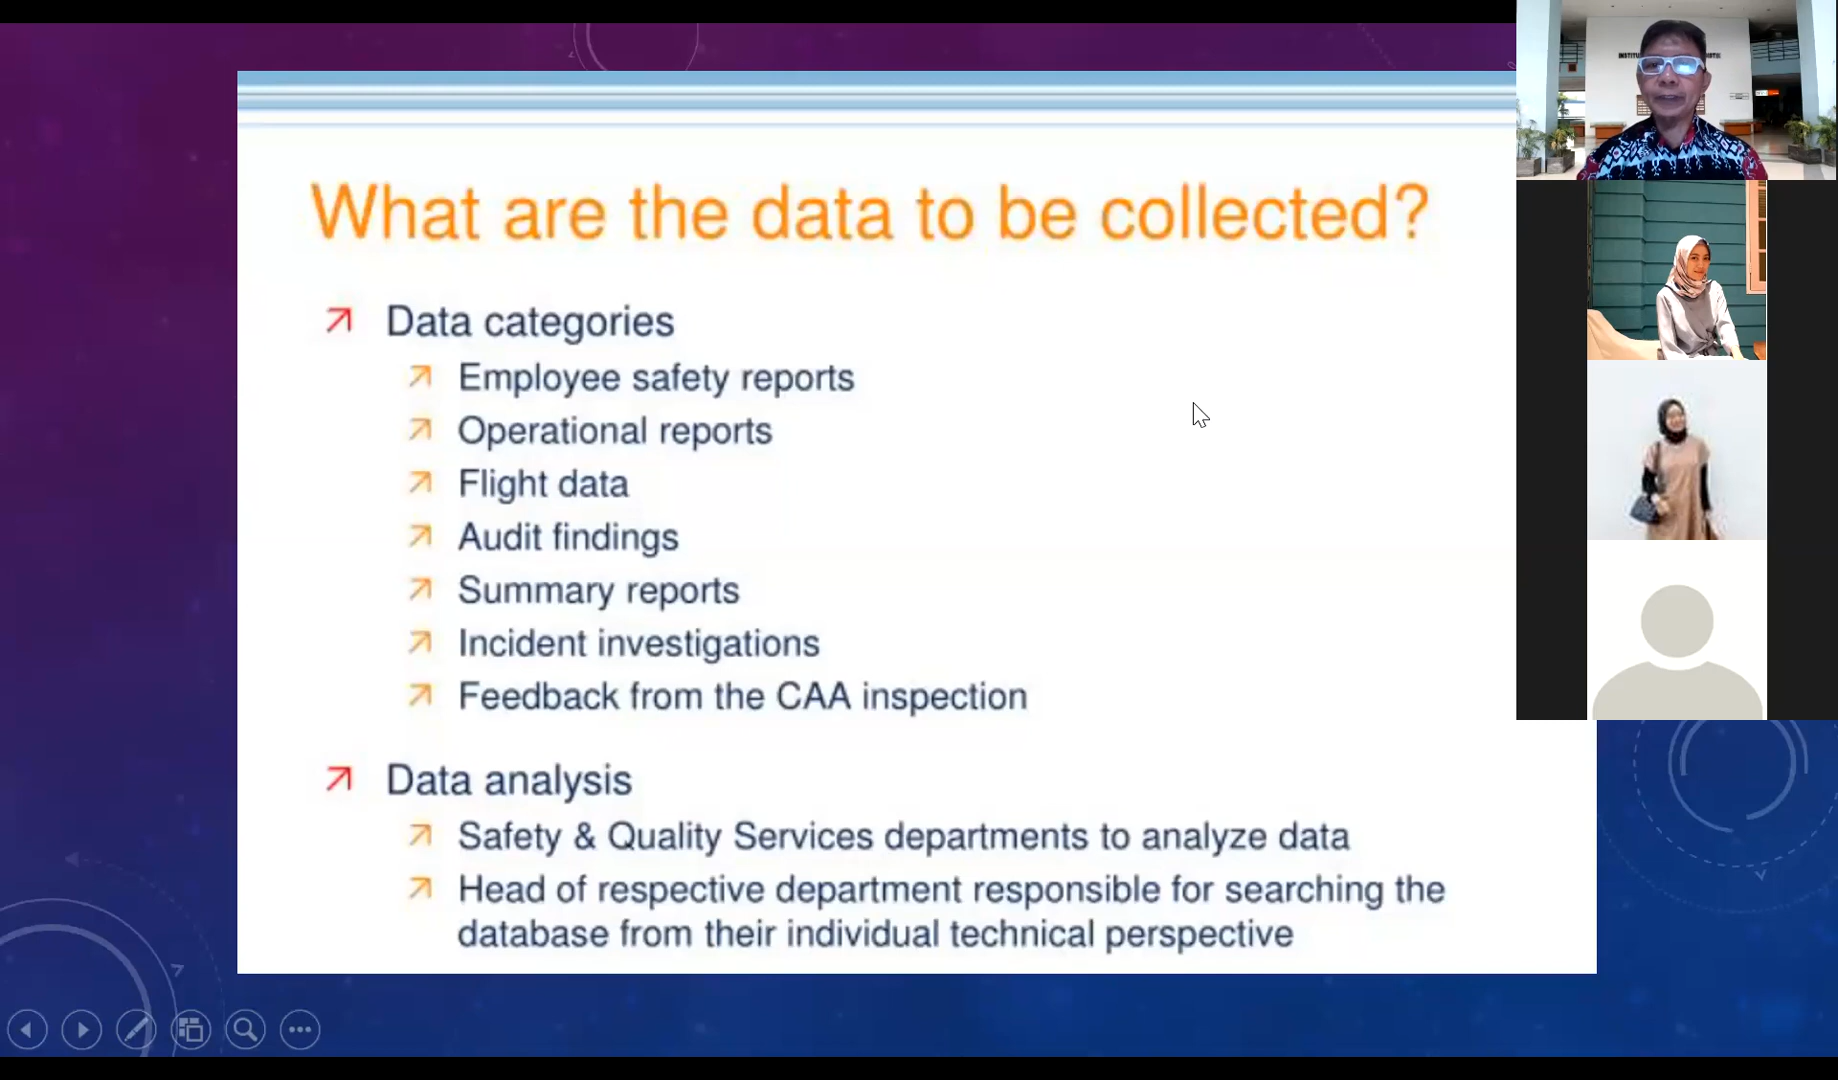 What are the data to be collected?
Data categories
Employee safety reports
Operational reports
Flight data
Audit findings
Summary reports
Incident investigations
Feedback from the CAA inspection
Data analysis
Safety & Quality Services departments to analyze data
Head of respective department responsible for searching the
database from their individual technical perspective